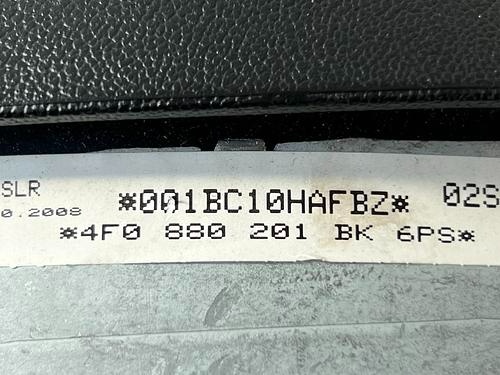 SLR *001BC10HAFBZ* 02S
0.2008
*4F0 880 201 BK 6PS*